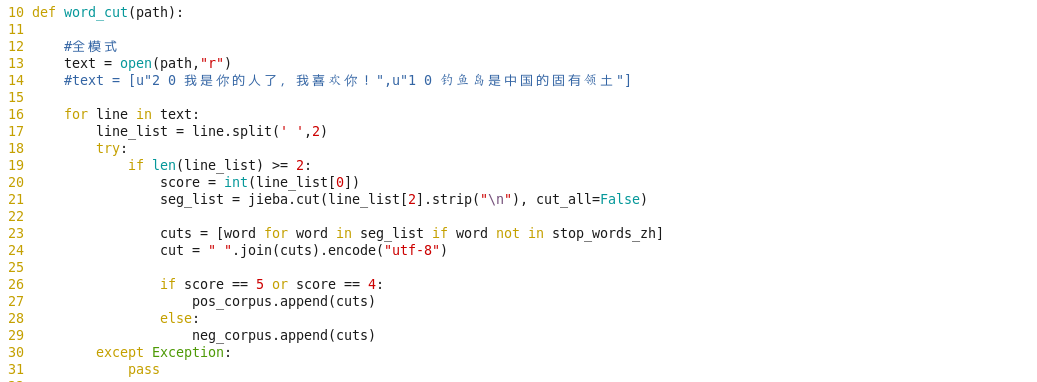 10 def word_cut(path):
11
12     #全模式
13     text = open(path,"r")
14     #text = [u"2 0 我是你的人了, 我喜欢你！",u"1 0 钓鱼岛是中国的固有领土"]
15
16     for line in text:
17         line_list = line.split(' ',2)
18         try:
19             if len(line_list) >= 2:
20                 score = int(line_list[0])
21                 seg_list = jieba.cut(line_list[2].strip("\n"), cut_all=False)
22
23                 cuts = [word for word in seg_list if word not in stop_words_zh]
24                 cut = " ".join(cuts).encode("utf-8")
25
26                 if score == 5 or score == 4:
27                     pos_corpus.append(cuts)
28                 else:
29                     neg_corpus.append(cuts)
30         except Exception:
31             pass